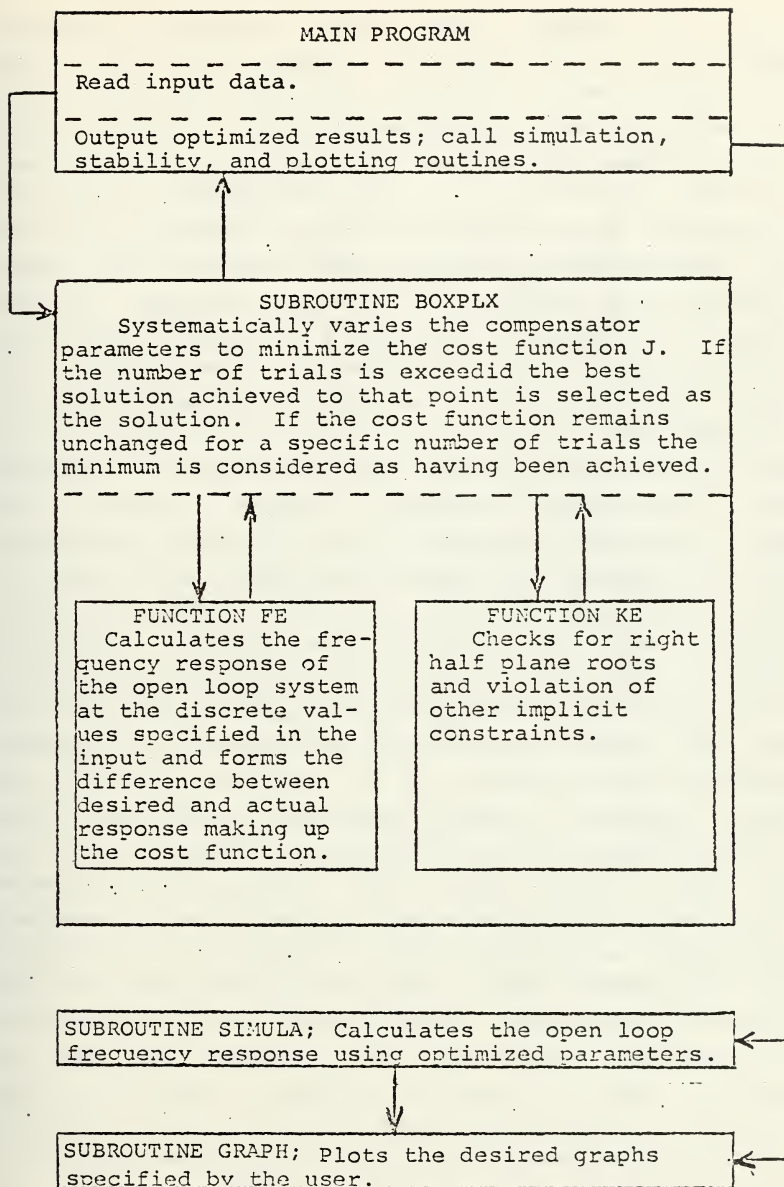 MAIN PROGRAM
Read input data.
Output optimized results; call simulation,
stability, and plotting routines.
SUBROUTINE BOXPLX
Systematically varies the compensator
parameters to minimize the cost function J. If
the number of trials is exceedid the best
solution achieved to that point is selected as
the solution. If the cost function remains
unchanged for a specific number of trials the
minimum is considered as having been achieved.
FUNCTION FE
Calculates the fre-
quency response of
the open loop system
at the discrete val-
ues specified in the
input and forms the
difference between
desired and actual
response making up
the cost function.
FUNCTION KE
Checks for right
half plane roots
and violation of
other implicit
constraints.
SUBROUTINE SIMULA; Calculates the open loop
frequency response using optimized parameters.
SUBROUTINE GRAPH; Plots the desired graphs
specified by the user.